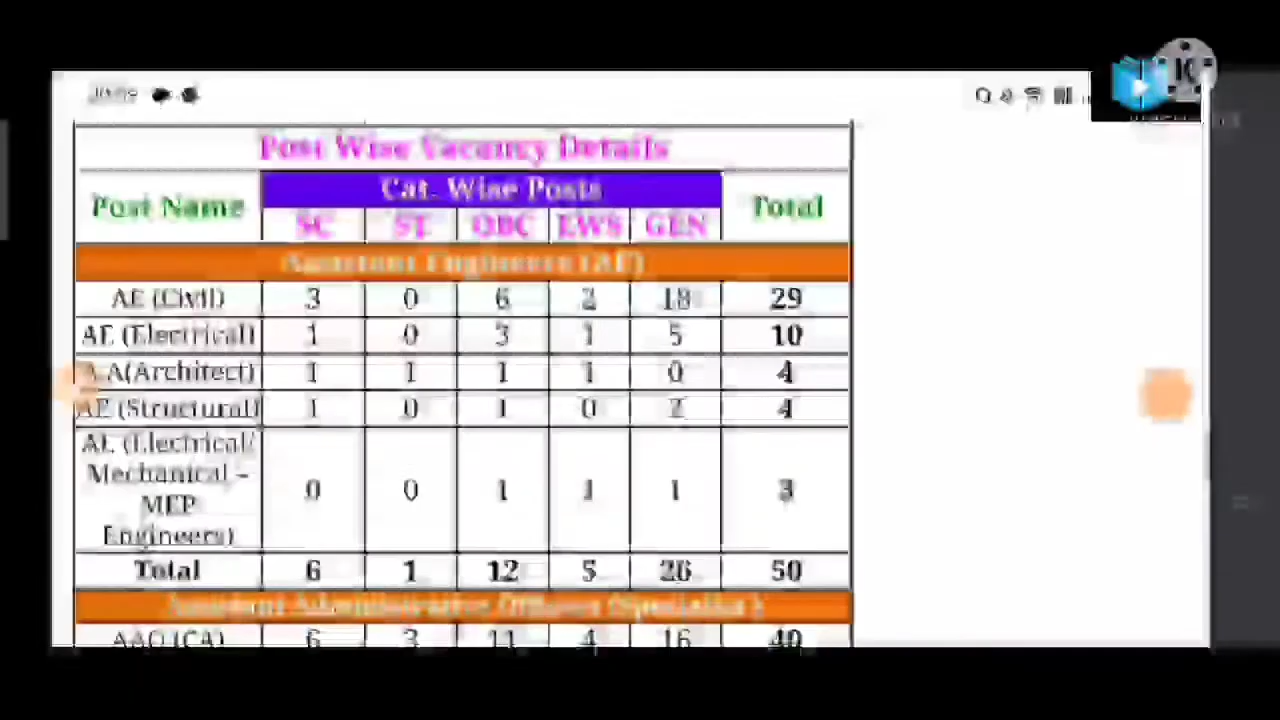 20:09
Post Wise Vacancy Details
Post Name Cat. Wise Posts Total
SC ST OBC EWS GEN
Assistant Engineers (AE)
AE (Civil) 3 0 6 2 18 29
AE (Electrical) 1 0 3 1 5 10
AA(Architect) 1 1 1 1 0 4
AE (Structural) 1 0 1 0 2 4
AE (Electrical/
Mechanical –
MEP
Engineers) 0 0 1 1 1 3
Total 6 1 12 5 26 50
Assistant Administrative Officers (Specialist)
AAO (CA) 6 3 11 4 16 40